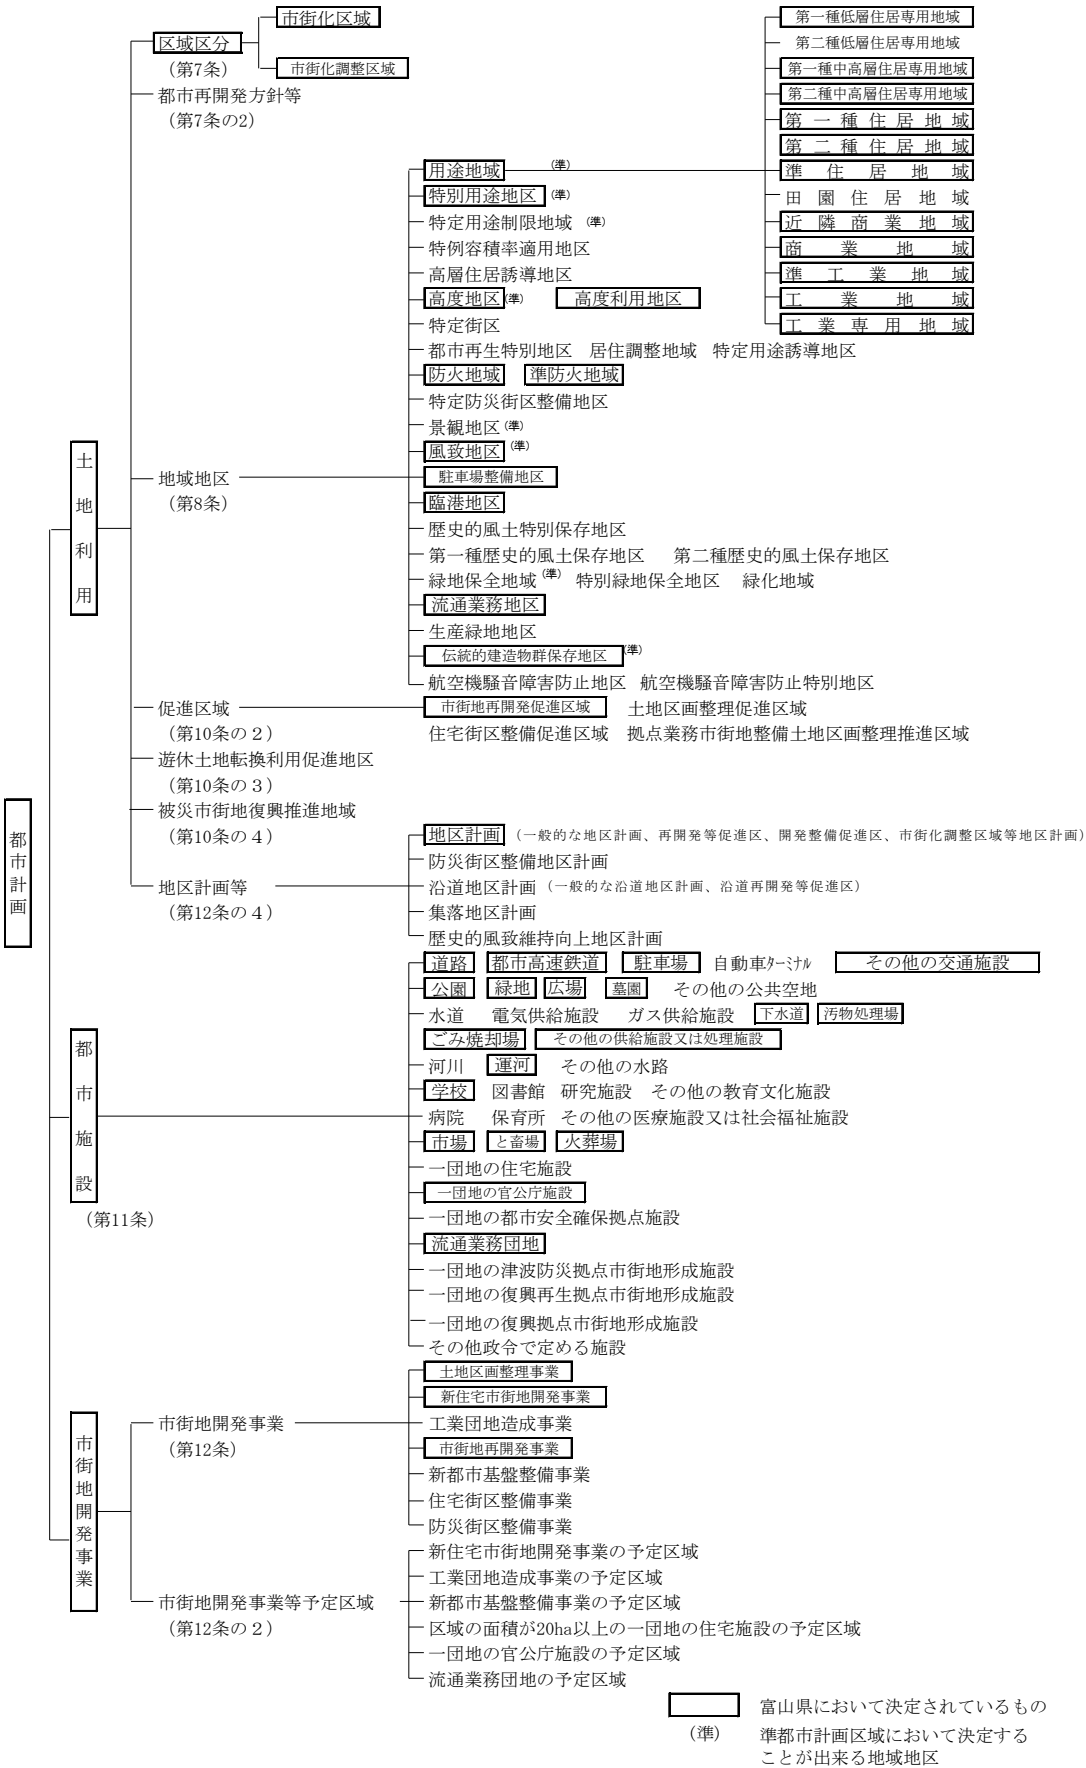 都市計画
土地利用
区域区分
(第7条)
市街化区域
市街化調整区域
都市再開発方針等
(第7条の2)
地域地区
(第8条)
用途地域 (準)
第一種低層住居専用地域
第二種低層住居専用地域
第一種中高層住居専用地域
第二種中高層住居専用地域
第一種住居地域
第二種住居地域
準住居地域
田園住居地域
近隣商業地域
商業地域
準工業地域
工業地域
工業専用地域
特別用途地区 (準)
特定用途制限地域 (準)
特例容積率適用地区
高層住居誘導地区
高度地区(準) 高度利用地区
特定街区
都市再生特別地区 居住調整地域 特定用途誘導地区
防火地域 準防火地域
特定防災街区整備地区
景観地区(準)
風致地区 (準)
駐車場整備地区
臨港地区
歴史的風土特別保存地区
第一種歴史的風土保存地区 第二種歴史的風土保存地区
緑地保全地域(準) 特別緑地保全地区 緑化地域
流通業務地区
生産緑地地区
伝統的建造物群保存地区 (準)
航空機騒音障害防止地区 航空機騒音障害防止特別地区
促進区域
(第10条の２)
市街地再開発促進区域 土地区画整理促進区域
住宅街区整備促進区域 拠点業務市街地整備土地区画整理推進区域
遊休土地転換利用促進地区
(第10条の３)
被災市街地復興推進地域
(第10条の４)
地区計画等
(第12条の４)
地区計画 (一般的な地区計画、再開発等促進区、開発整備促進区、市街化調整区域等地区計画)
防災街区整備地区計画
沿道地区計画 (一般的な沿道地区計画、沿道再開発等促進区)
集落地区計画
歴史的風致維持向上地区計画
都市施設
(第11条)
道路 都市高速鉄道 駐車場 自動車ﾀｰﾐﾅﾙ その他の交通施設
公園 緑地 広場 墓園 その他の公共空地
水道 電気供給施設 ガス供給施設 下水道 汚物処理場
ごみ焼却場 その他の供給施設又は処理施設
河川 運河 その他の水路
学校 図書館 研究施設 その他の教育文化施設
病院 保育所 その他の医療施設又は社会福祉施設
市場 と畜場 火葬場
一団地の住宅施設
一団地の官公庁施設
一団地の都市安全確保拠点施設
流通業務団地
一団地の津波防災拠点市街地形成施設
一団地の復興再生拠点市街地形成施設
一団地の復興拠点市街地形成施設
その他政令で定める施設
市街地開発事業
市街地開発事業
(第12条)
土地区画整理事業
新住宅市街地開発事業
工業団地造成事業
市街地再開発事業
新都市基盤整備事業
住宅街区整備事業
防災街区整備事業
市街地開発事業等予定区域
(第12条の２)
新住宅市街地開発事業の予定区域
工業団地造成事業の予定区域
新都市基盤整備事業の予定区域
区域の面積が20ha以上の一団地の住宅施設の予定区域
一団地の官公庁施設の予定区域
流通業務団地の予定区域
富山県において決定されているもの
(準) 準都市計画区域において決定する
ことが出来る地域地区